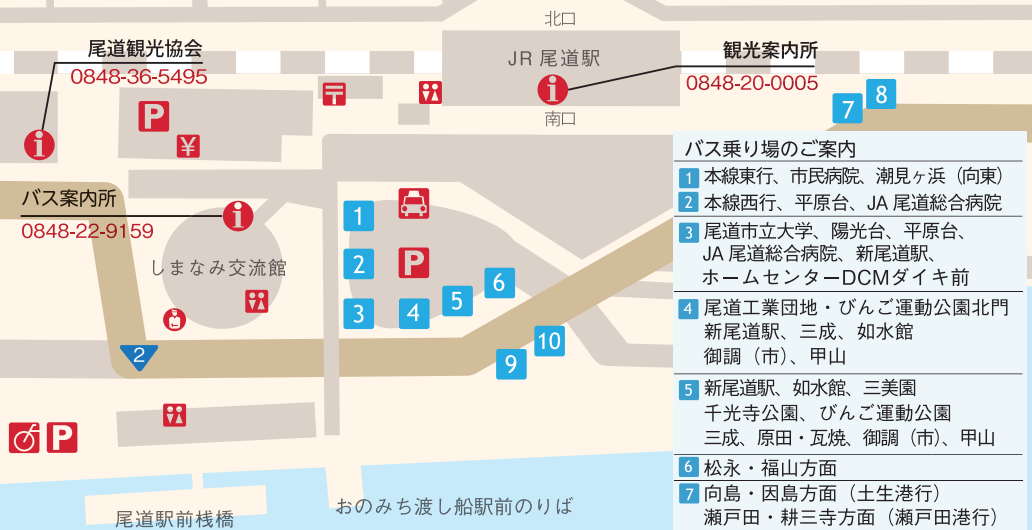 北口
尾道観光協会
0848-36-5495
JR 尾道駅
観光案内所
0848-20-0005
南口
P
¥
〒
i
i
7
8
バス案内所
0848-22-9159
i
しまなみ交流館
1
2
3
P
4
5
6
2
9
10
P
尾道駅前桟橋
おのみち渡し船駅前のりば
バス乗り場のご案内
1 本線東行、市民病院、潮見ヶ浜（向東）
2 本線西行、平原台、JA 尾道総合病院
3 尾道市立大学、陽光台、平原台、
JA 尾道総合病院、新尾道駅、
ホームセンターDCMダイキ前
4 尾道工業団地・びんご運動公園北門
新尾道駅、三成、如水館
御調（市）、甲山
5 新尾道駅、如水館、三美園
千光寺公園、びんご運動公園
三成、原田・瓦焼、御調（市）、甲山
6 松永・福山方面
7 向島・因島方面（土生港行）
瀬戸田・耕三寺方面（瀬戸田港行）